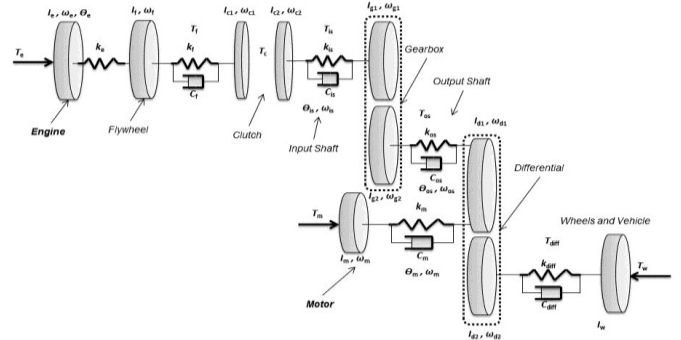 Iₑ , ωₑ , Θₑ
I_f , ω_f
I_c1 , ω_c1
I_c2 , ω_c2
I_g1 , ω_g1
T_f
T_is
Tₑ
kₑ
k_f
T_c
k_is
Gearbox
C_f
C_is
Output Shaft
Engine
Flywheel
Clutch
Θ_is , ω_is
Input Shaft
T_os
k_os
I_d1 , ω_d1
C_os
Differential
Θ_os , ω_os
I_g2 , ω_g2
k_m
T_m
Wheels and Vehicle
I_m , ω_m
C_m
T_diff
k_diff
T_w
Θ_m , ω_m
Motor
C_diff
I_w
I_d2 , ω_d2